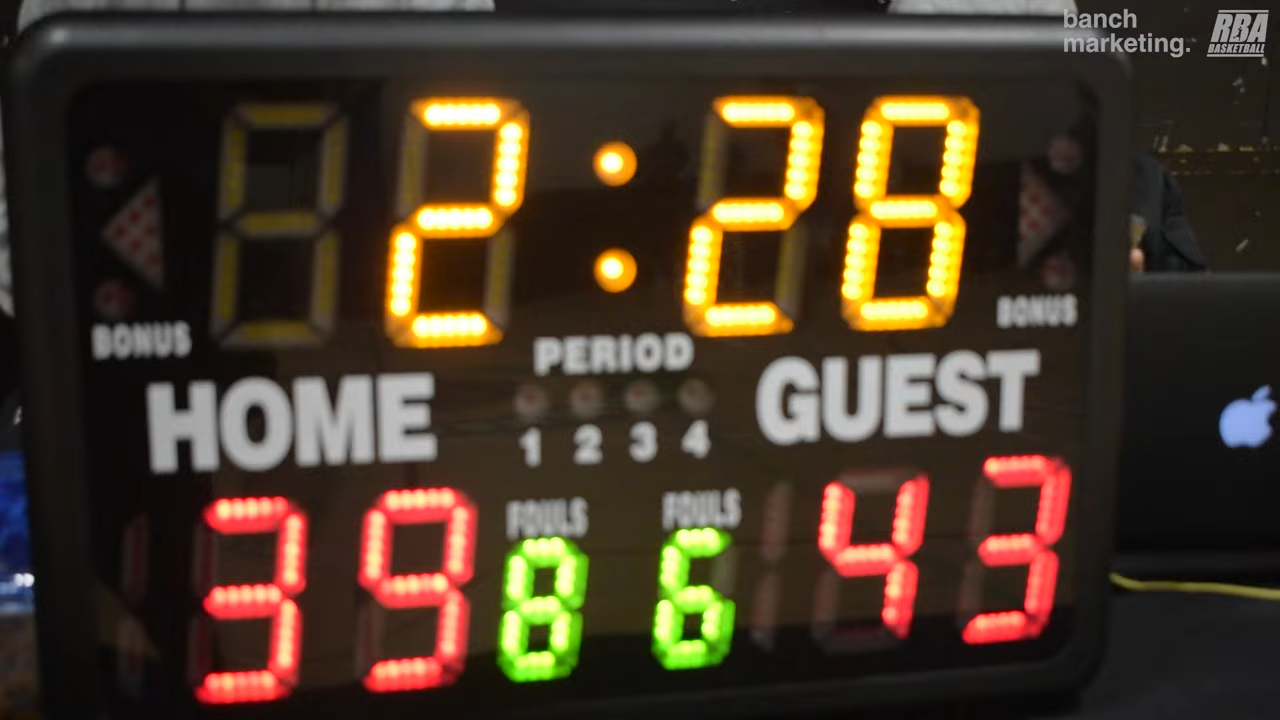 banch
marketing.
RBA
BASKETBALL
2:28
BONUS
BONUS
PERIOD
HOME
GUEST
1 2 3 4
FOULS
FOULS
39
8
6
43